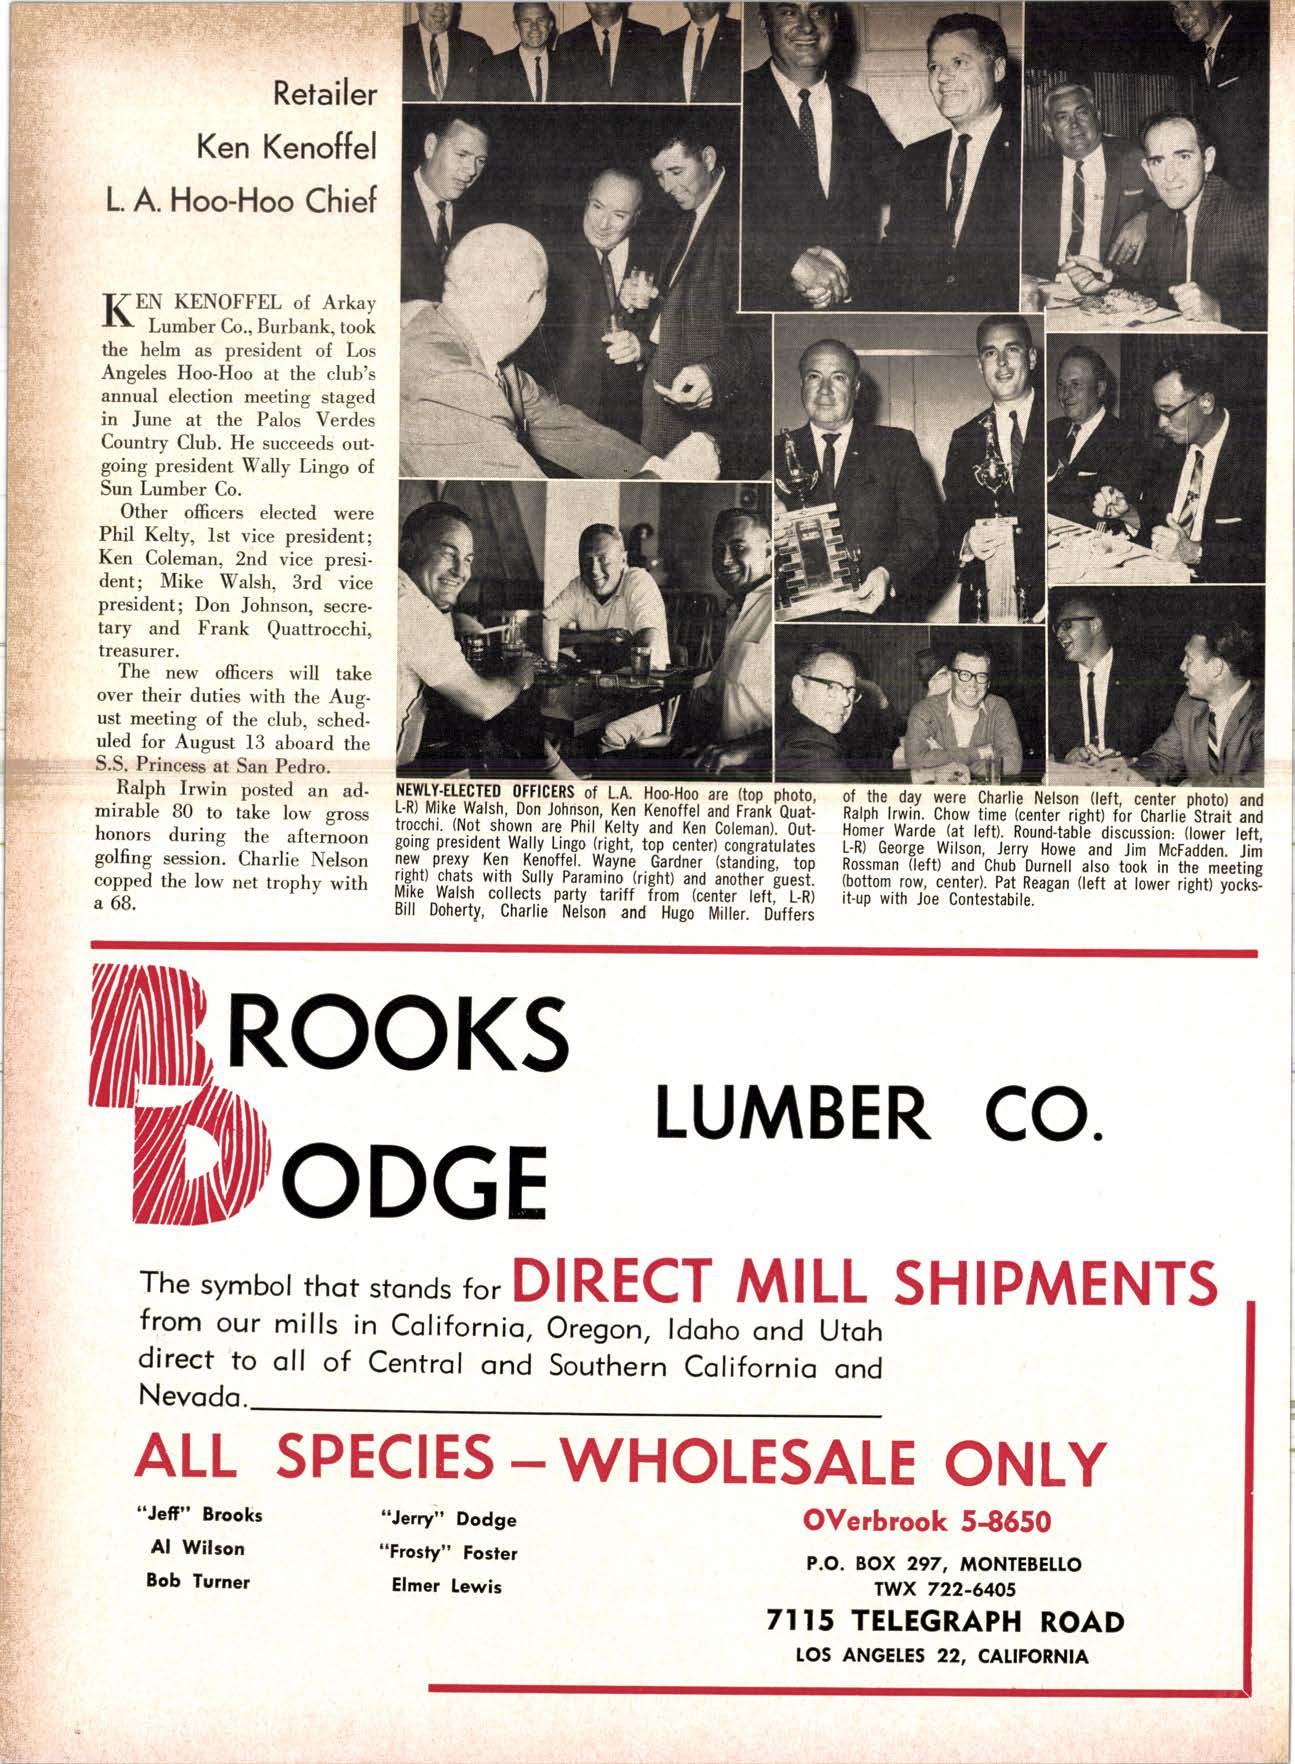 Retailer
Ken Kenoffel
L. A. Hoo-Hoo Chief
KEN KENOFFEL of Arkay
Lumber Co., Burbank, took
the helm as president of Los
Angeles Hoo-Hoo at the club's
annual election meeting staged
in June at the Palos Verdes
Country Club. He succeeds out-
going president Wally Lingo of
Sun Lumber Co.
Other officers elected were
Phil Kelty, 1st vice president;
Ken Coleman, 2nd vice presi-
dent; Mike Walsh, 3rd vice
president; Don Johnson, secre-
tary and Frank Quattrocchi,
treasurer.
The new officers will take
over their duties with the Aug-
ust meeting of the club, sched-
uled for August 13 aboard the
S.S. Princess at San Pedro.
Ralph Irwin posted an ad-
mirable 80 to take low gross
honors during the afternoon
golfing session. Charlie Nelson
copped the low net trophy with
a 68.
NEWLY-ELECTED OFFICERS of L.A. Hoo-Hoo are (top photo,
L-R) Mike Walsh, Don Johnson, Ken Kenoffel and Frank Quat-
trocchi. (Not shown are Phil Kelty and Ken Coleman). Out-
going president Wally Lingo (right, top center) congratulates
new prexy Ken Kenoffel. Wayne Gardner (standing, top
right) chats with Sully Paramino (right) and another guest.
Mike Walsh collects party tariff from (center left, L-R)
Bill Doherty, Charlie Nelson and Hugo Miller. Duffers
of the day were Charlie Nelson (left, center photo) and
Ralph Irwin. Chow time (center right) for Charlie Strait and
Homer Warde (at left). Round-table discussion: (lower left,
L-R) George Wilson, Jerry Howe and Jim McFadden. Jim
Rossman (left) and Chub Durnell also took in the meeting
(bottom row, center). Pat Reagan (left at lower right) yocks-
it-up with Joe Contestabile.
BROOKS
LUMBER CO.
DODGE
The symbol that stands for DIRECT MILL SHIPMENTS
from our mills in California, Oregon, Idaho and Utah
direct to all of Central and Southern California and
Nevada.
ALL SPECIES – WHOLESALE ONLY
"Jeff" Brooks
Al Wilson
Bob Turner
"Jerry" Dodge
"Frosty" Foster
Elmer Lewis
OVerbrook 5-8650
P.O. BOX 297, MONTEBELLO
TWX 722-6405
7115 TELEGRAPH ROAD
LOS ANGELES 22, CALIFORNIA